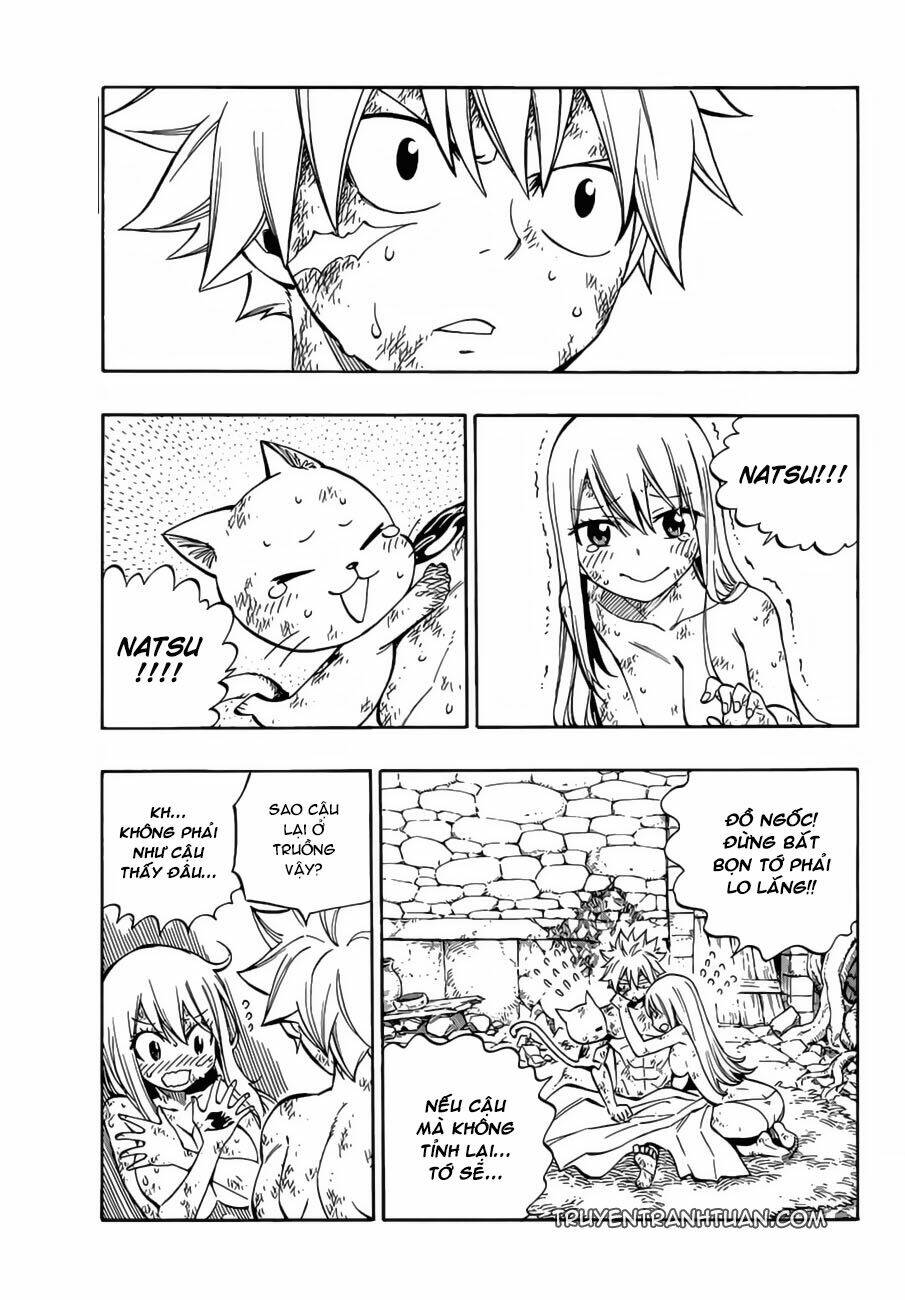 NATSU!!!
NATSU
!!!!
ĐỒ NGỐC!
ĐỪNG BẮT
BỌN TỚ PHẢI
LO LẮNG!!
NẾU CẬU
MÀ KHÔNG
TỈNH LẠI...
TỚ SẼ...
SAO CẬU
LẠI Ở
TRUỒNG
VẬY?
KH...
KHÔNG PHẢI
NHƯ CẬU
THẤY ĐÂU...
TRUYENTRANHTUAN.COM